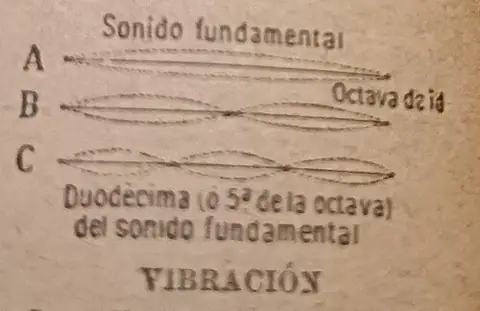 Sonido fundamental
A
Octava de id
B
C
Duodécima (ó 5ª de la octava)
del sonido fundamental
VIBRACIÓN